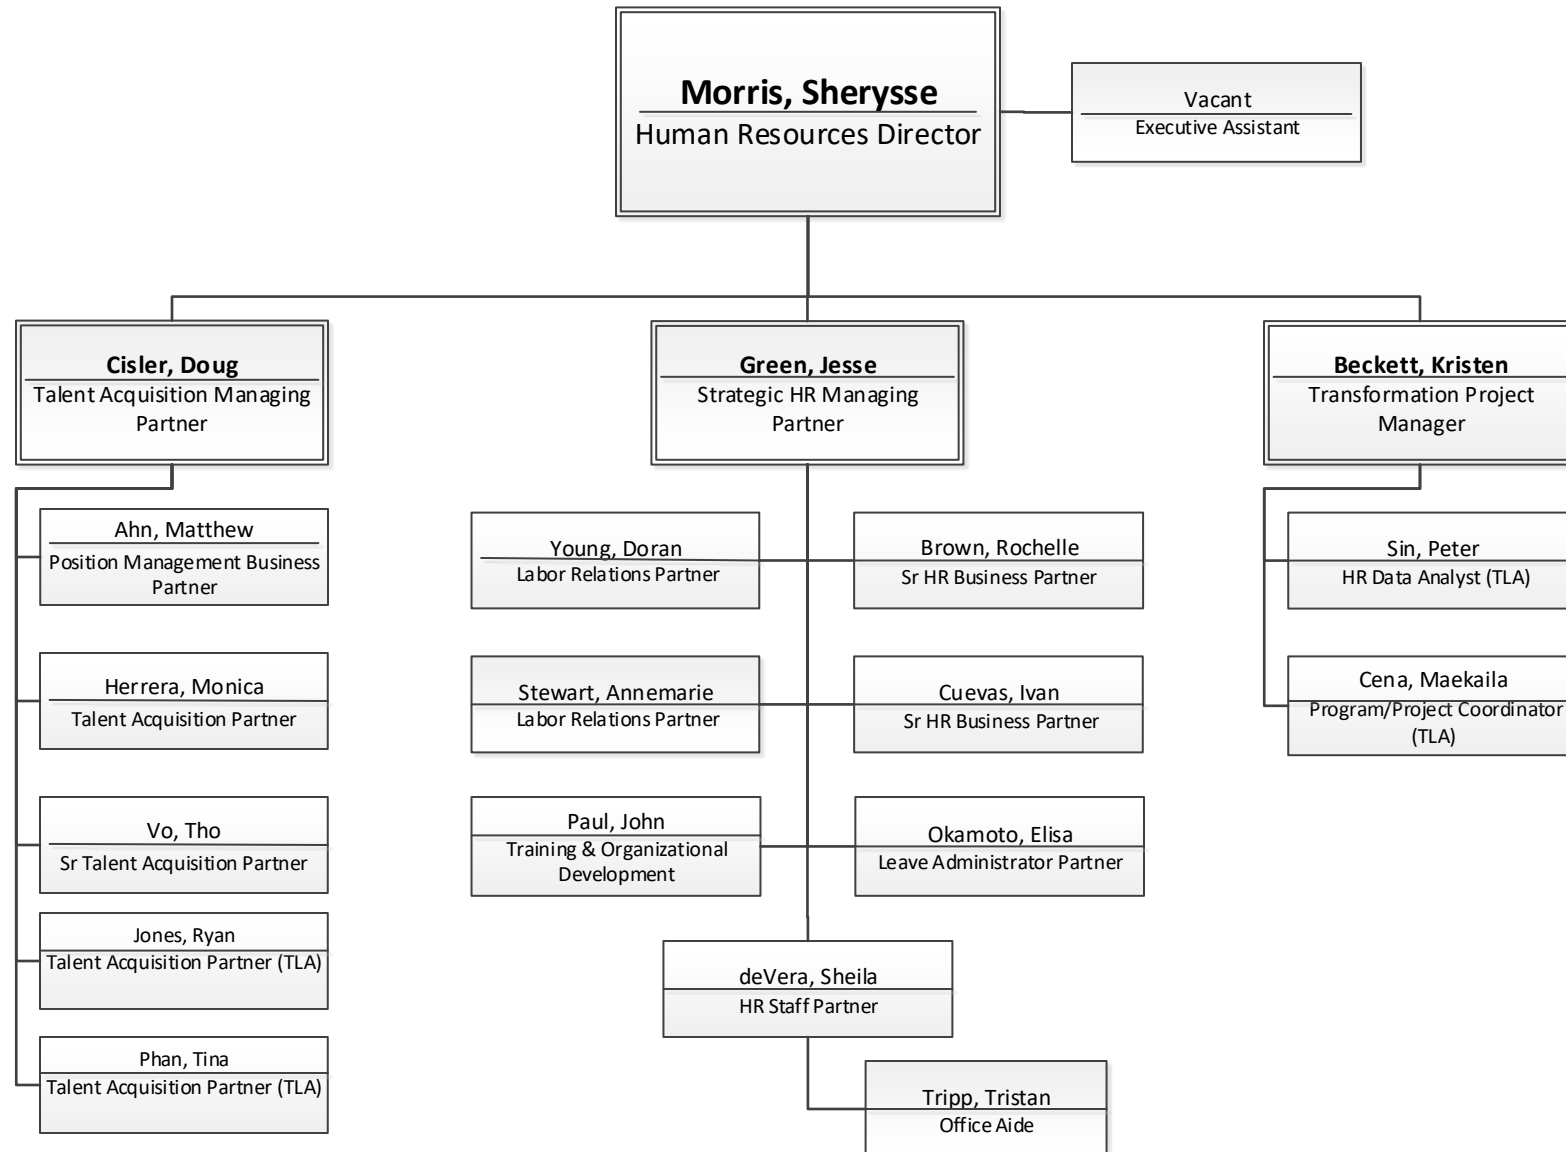 Morris, Sherysse
Human Resources Director
Vacant
Executive Assistant
Cisler, Doug
Talent Acquisition Managing
Partner
Green, Jesse
Strategic HR Managing
Partner
Beckett, Kristen
Transformation Project
Manager
Ahn, Matthew
Position Management Business
Partner
Herrera, Monica
Talent Acquisition Partner
Vo, Tho
Sr Talent Acquisition Partner
Jones, Ryan
Talent Acquisition Partner (TLA)
Phan, Tina
Talent Acquisition Partner (TLA)
Young, Doran
Labor Relations Partner
Brown, Rochelle
Sr HR Business Partner
Stewart, Annemarie
Labor Relations Partner
Cuevas, Ivan
Sr HR Business Partner
Paul, John
Training & Organizational
Development
Okamoto, Elisa
Leave Administrator Partner
deVera, Sheila
HR Staff Partner
Tripp, Tristan
Office Aide
Sin, Peter
HR Data Analyst (TLA)
Cena, Maekaila
Program/Project Coordinator
(TLA)